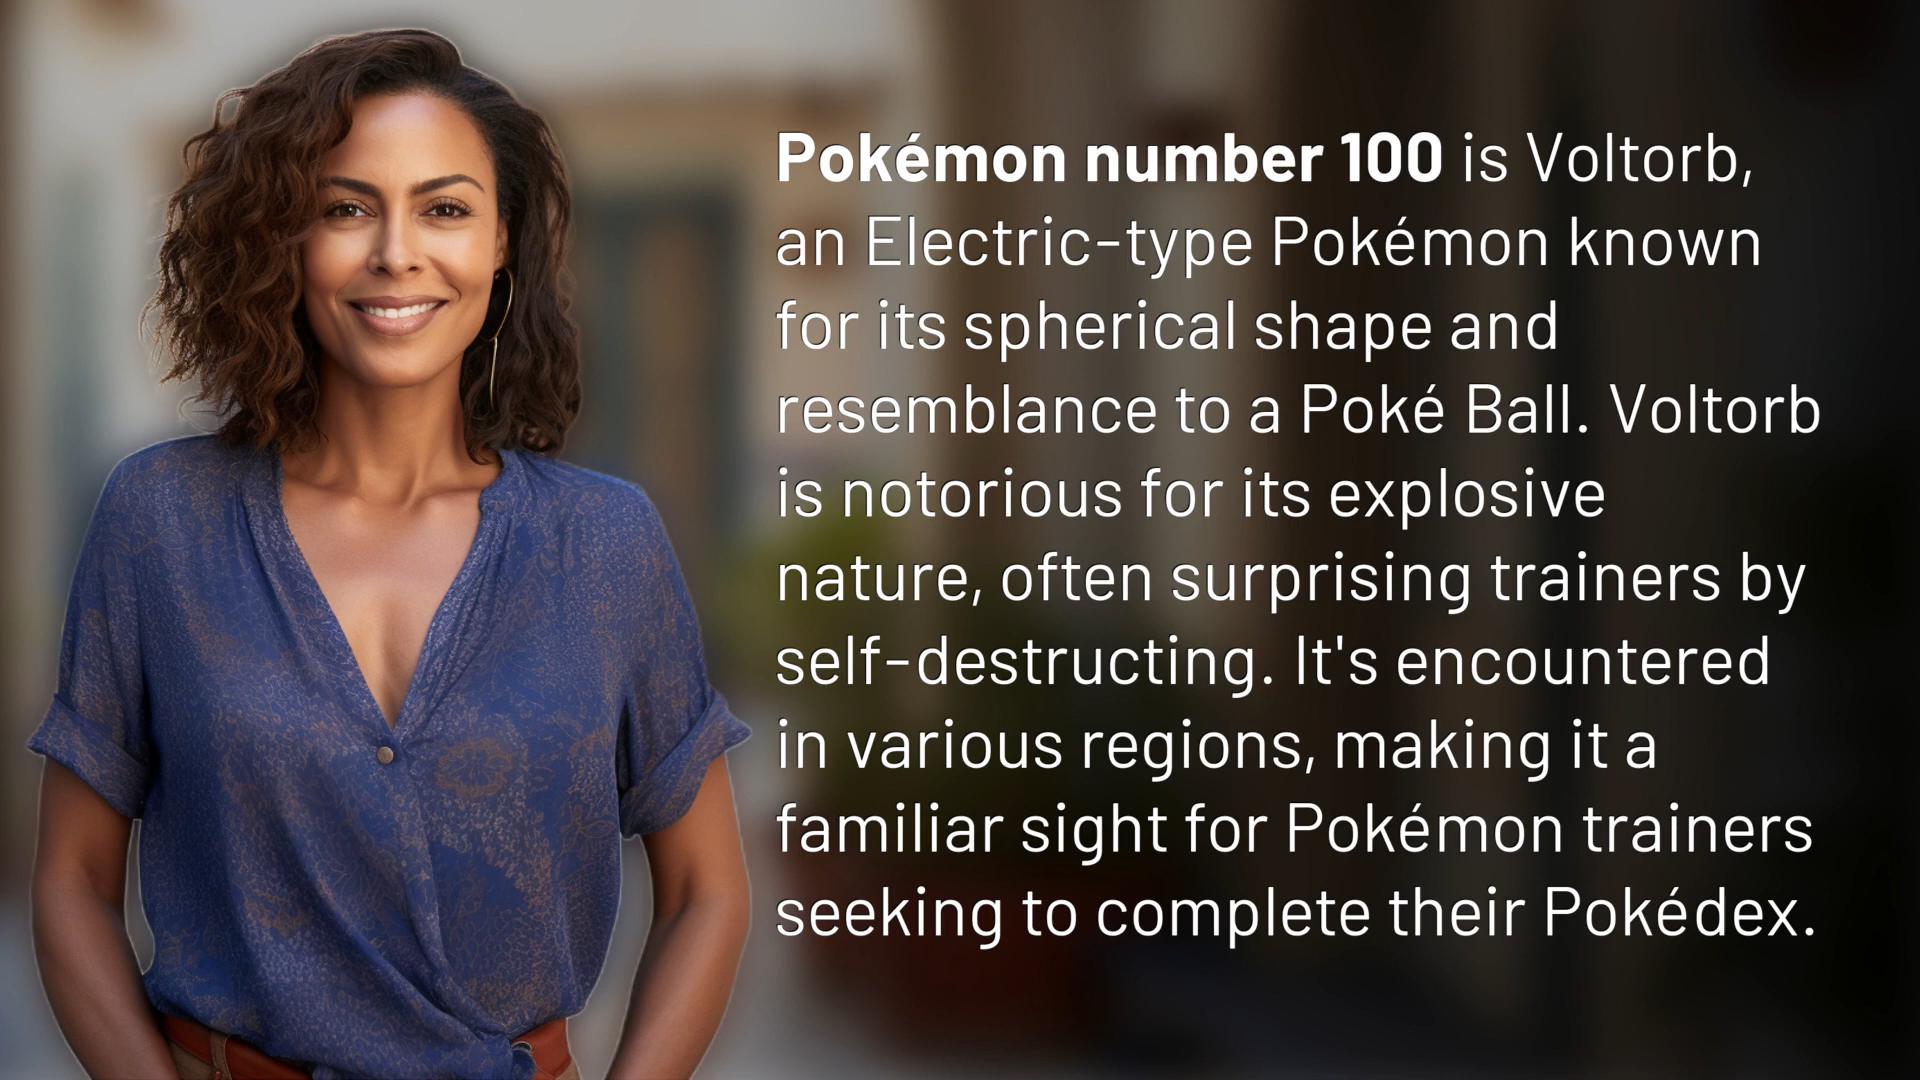 Pokémon number 100 is Voltorb,
an Electric-type Pokémon known
for its spherical shape and
resemblance to a Poké Ball. Voltorb
is notorious for its explosive
nature, often surprising trainers by
self-destructing. It's encountered
in various regions, making it a
familiar sight for Pokémon trainers
seeking to complete their Pokédex.